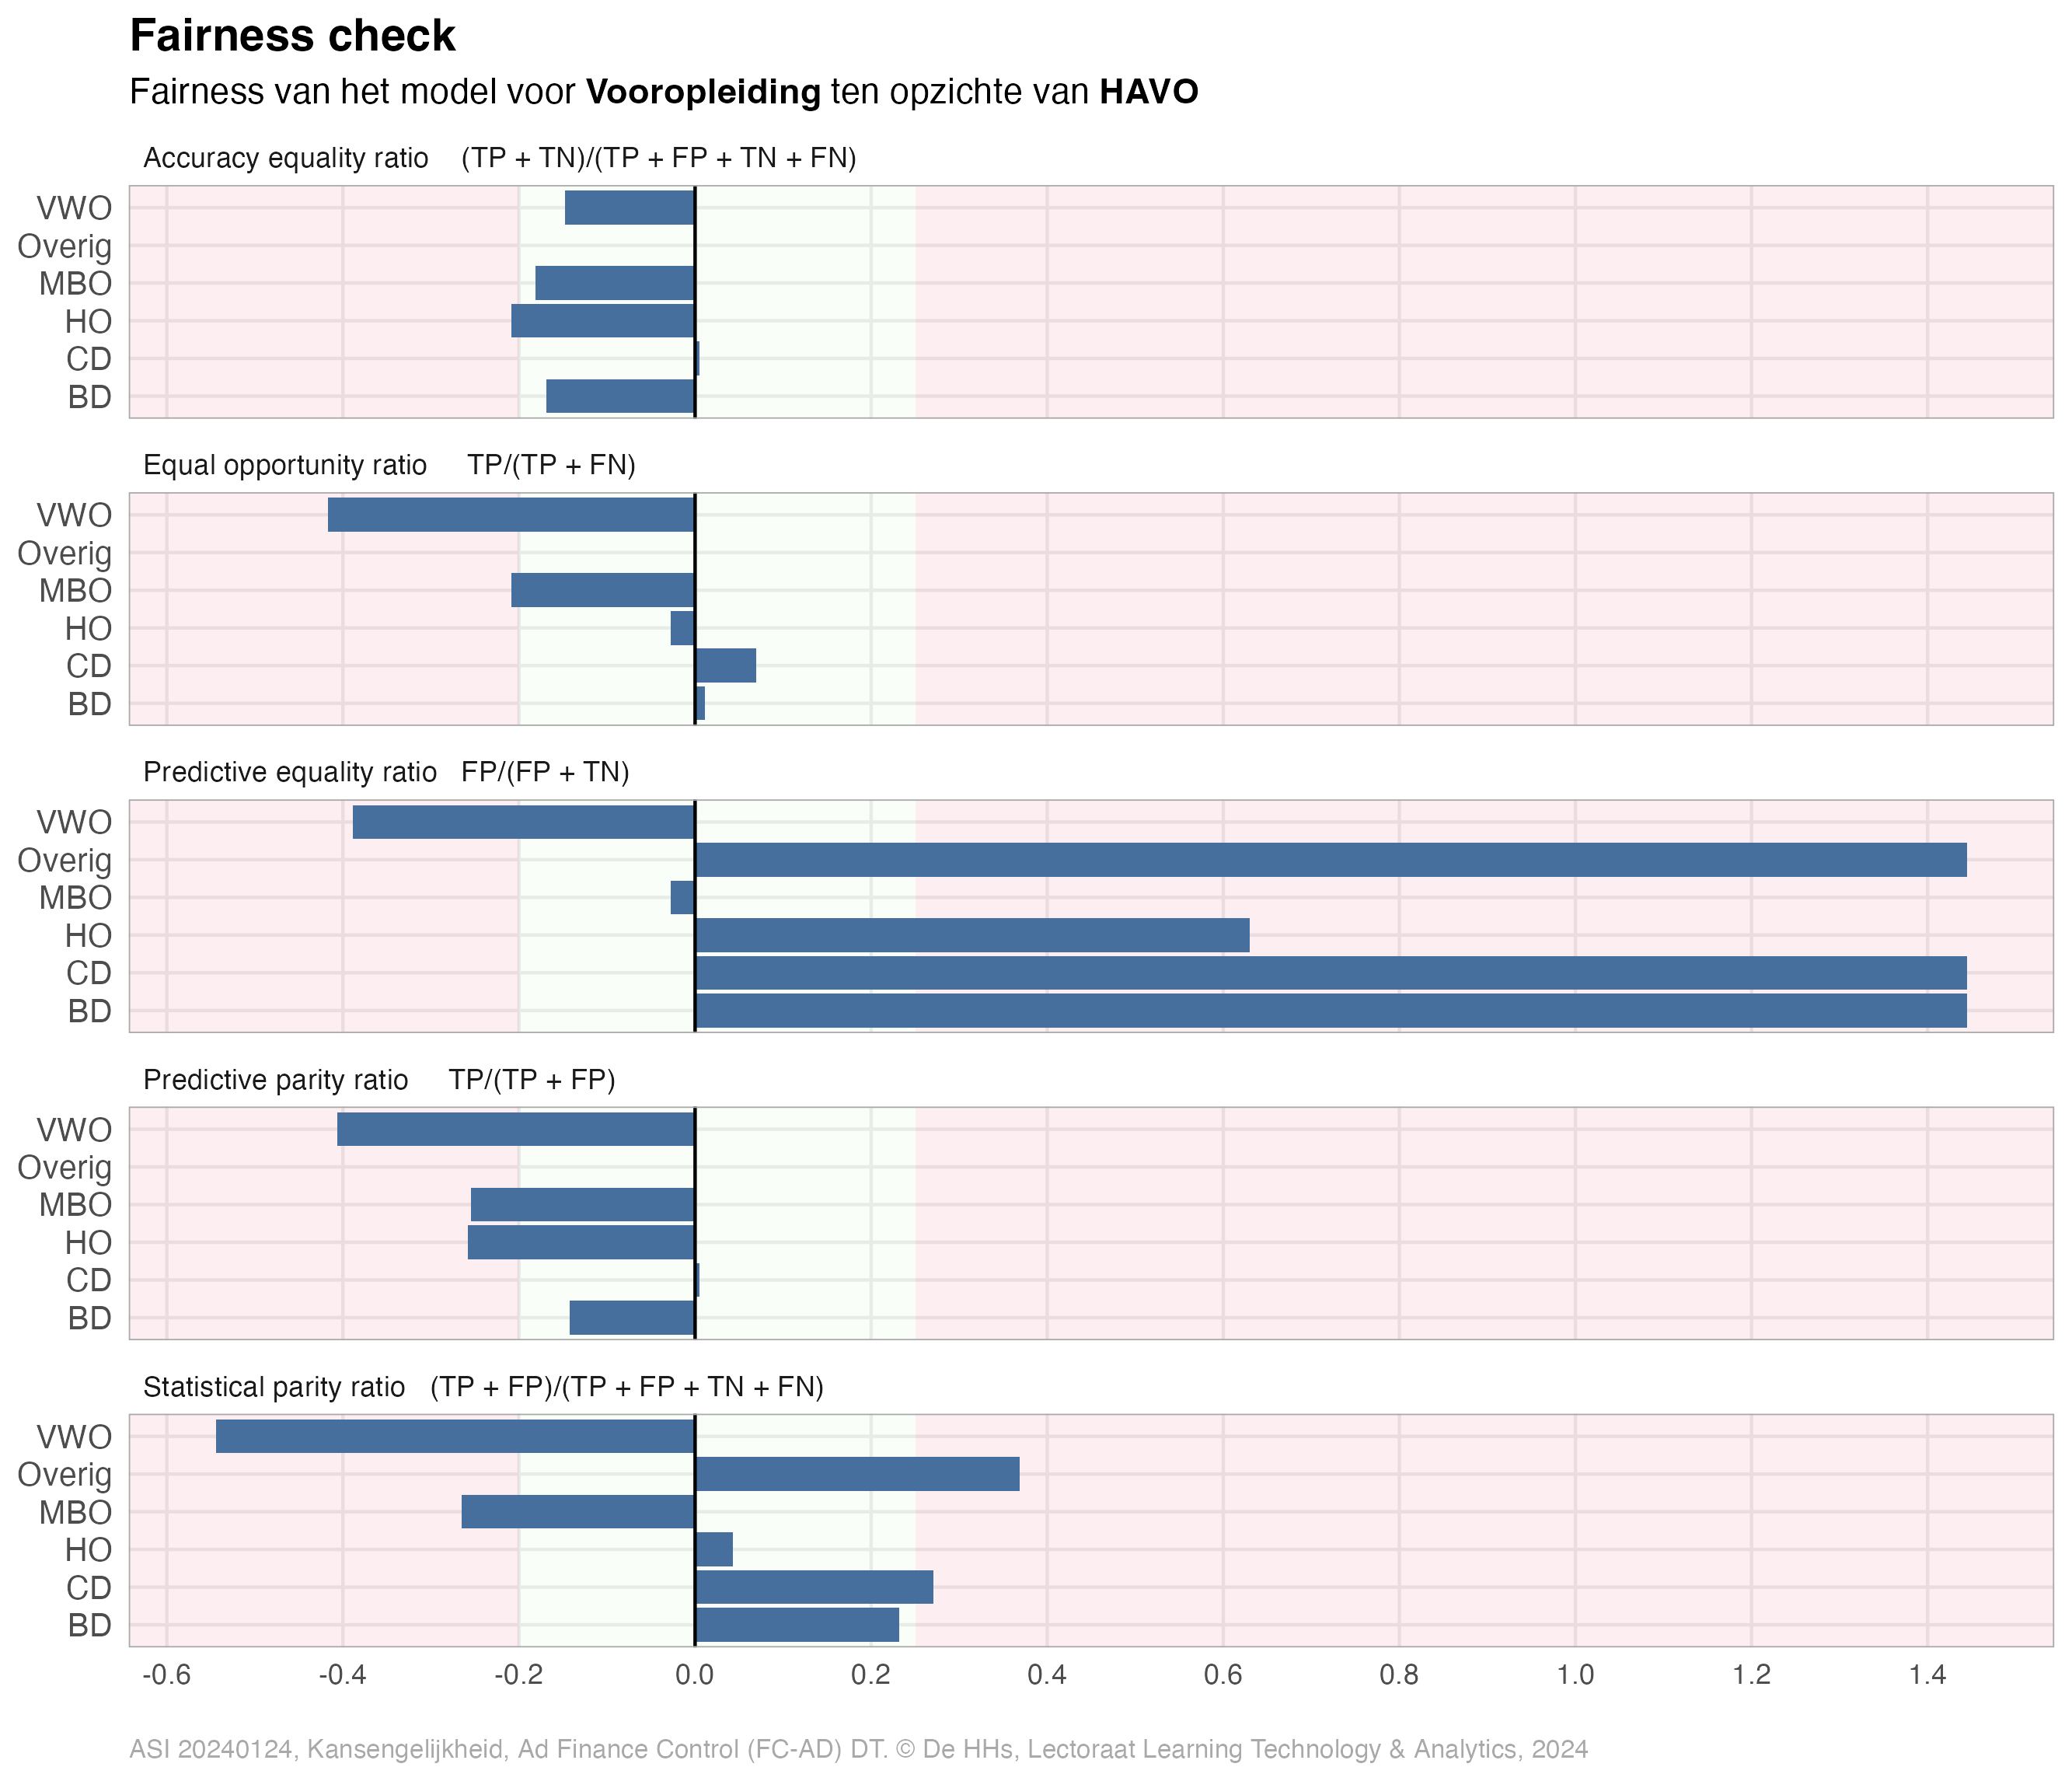 Fairness check
Fairness van het model voor Vooropleiding ten opzichte van HAVO
Accuracy equality ratio (TP + TN)/(TP + FP + TN + FN)
VWO
Overig
MBO
HO
CD
BD
Equal opportunity ratio TP/(TP + FN)
VWO
Overig
MBO
HO
CD
BD
Predictive equality ratio FP/(FP + TN)
VWO
Overig
MBO
HO
CD
BD
Predictive parity ratio TP/(TP + FP)
VWO
Overig
MBO
HO
CD
BD
Statistical parity ratio (TP + FP)/(TP + FP + TN + FN)
VWO
Overig
MBO
HO
CD
BD
-0.6 -0.4 -0.2 0.0 0.2 0.4 0.6 0.8 1.0 1.2 1.4
ASI 20240124, Kansengelijkheid, Ad Finance Control (FC-AD) DT. © De HHs, Lectoraat Learning Technology & Analytics, 2024